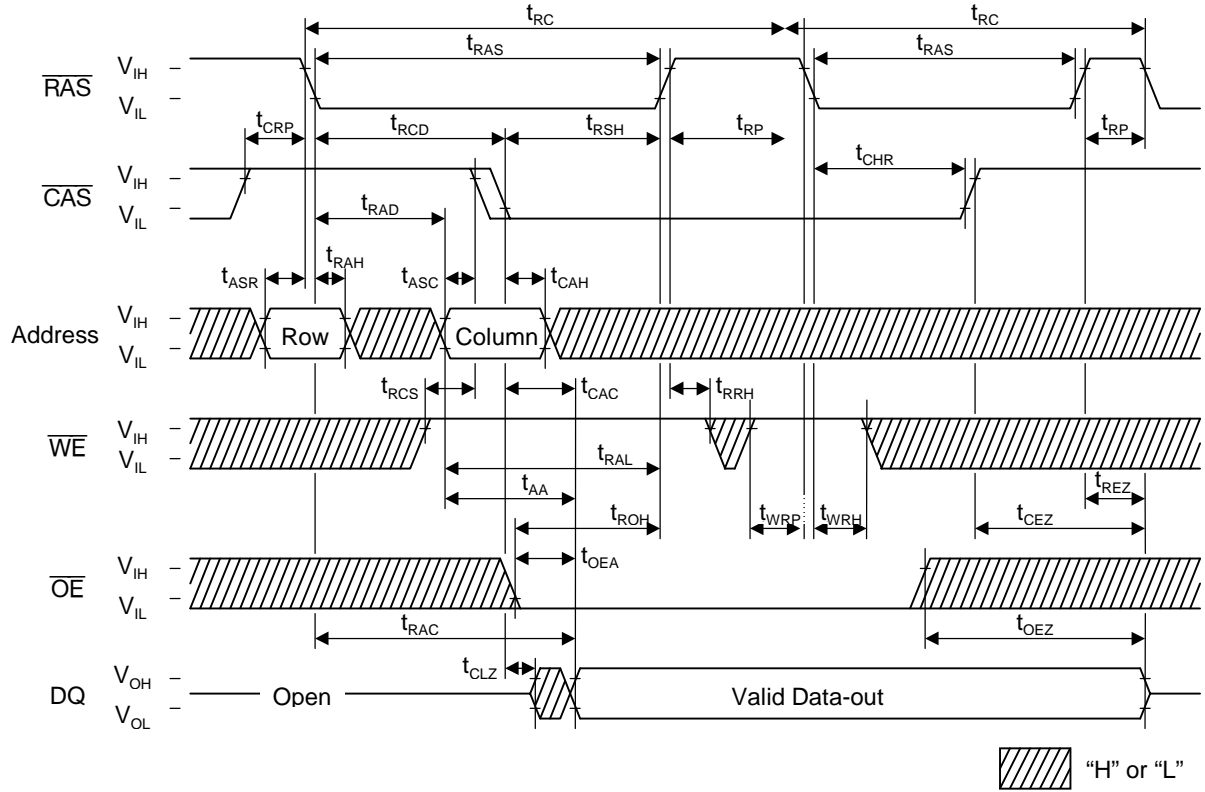 tRC tRC
tRAS tRAS
RAS VIH
VIL
tCRP tRCD tRSH tRP tRP
tCHR
CAS VIH
VIL
tRAD
tASR tRAH tASC tCAH
Address VIH
VIL
Row Column
tRCS tCAC tRRH
WE VIH
VIL
tRAL
tAA tREZ
tROH tWRP tWRH tCEZ
tOEA
OE VIH
VIL
tRAC tOEZ
tCLZ
DQ VOH
VOL
Open Valid Data-out
“H” or “L”